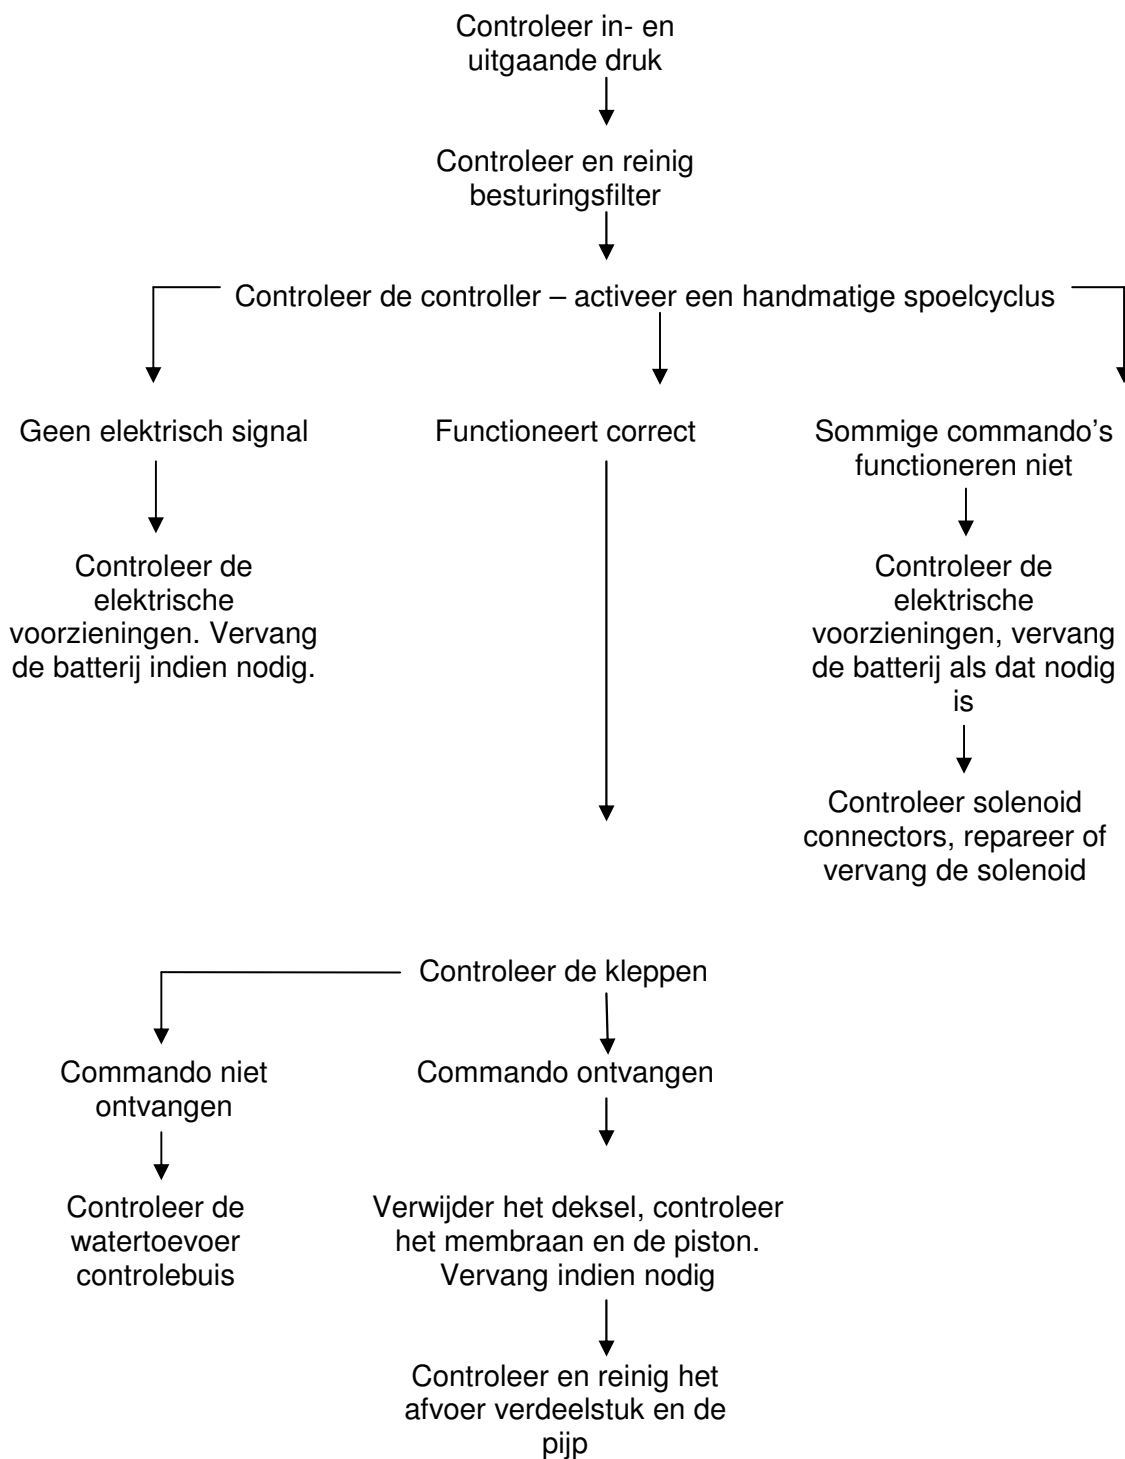 Controleer in- en
uitgaande druk
Controleer en reinig
besturingsfilter
Controleer de controller – activeer een handmatige spoelcyclus
Geen elektrisch signal
Functioneert correct
Sommige commando's
functioneren niet
Controleer de
elektrische
voorzieningen. Vervang
de batterij indien nodig.
Controleer de
elektrische
voorzieningen, vervang
de batterij als dat nodig
is
Controleer solenoid
connectors, repareer of
vervang de solenoid
Controleer de kleppen
Commando niet
ontvangen
Commando ontvangen
Controleer de
watertoevoer
controlebuis
Verwijder het deksel, controleer
het membraan en de piston.
Vervang indien nodig
Controleer en reinig het
afvoer verdeelstuk en de
pijp